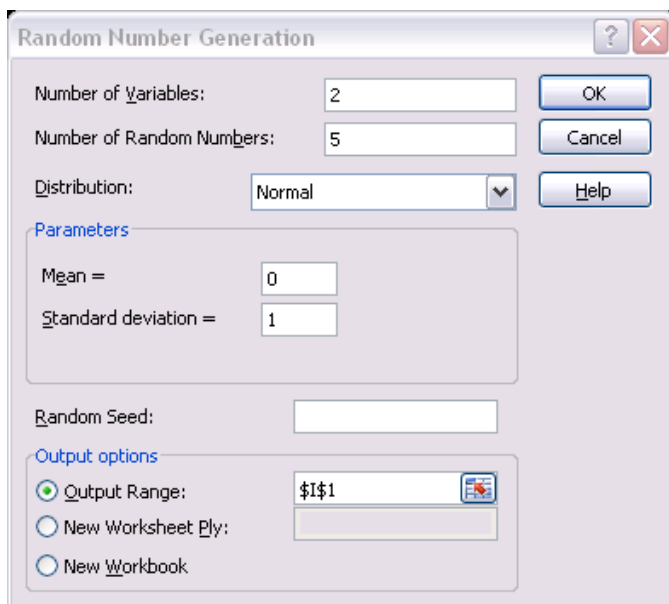 Random Number Generation
?
Number of Variables: 2 OK
Number of Random Numbers: 5 Cancel
Distribution: Normal Help
Parameters
Mean = 0
Standard deviation = 1
Random Seed:
Output options
Output Range: $I$1
New Worksheet Ply:
New Workbook